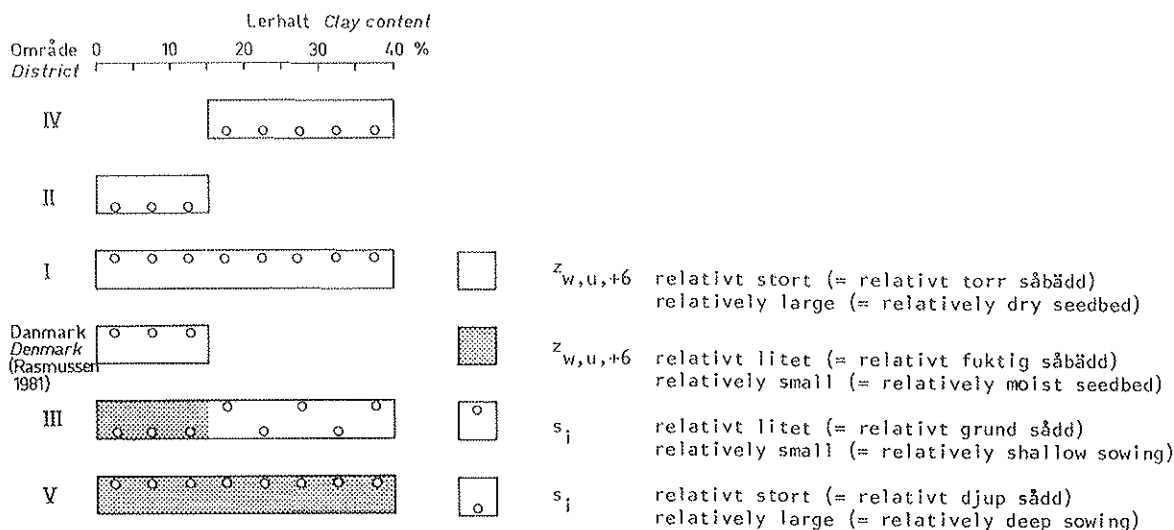 Lerhalt Clay content
Område 0 10 20 30 40 %
District
IV
II
I
z w,u,+6 relativt stort (= relativt torr såbädd)
relatively large (= relatively dry seedbed)
Danmark
Denmark
(Rasmussen
1981)
z w,u,+6 relativt litet (= relativt fuktig såbädd)
relatively small (= relatively moist seedbed)
III
s i relativt litet (= relativt grund sådd)
relatively small (= relatively shallow sowing)
V
s i relativt stort (= relativt djup sådd)
relatively large (= relatively deep sowing)